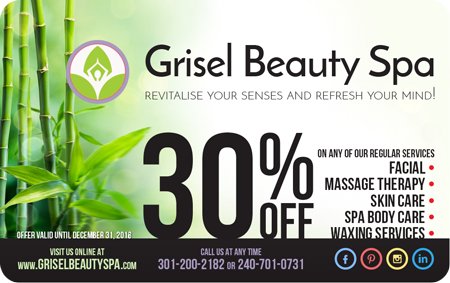 Grisel Beauty Spa
REVITALISE YOUR SENSES AND REFRESH YOUR MIND!
30% OFF
ON ANY OF OUR REGULAR SERVICES
FACIAL •
MASSAGE THERAPY •
SKIN CARE •
SPA BODY CARE •
WAXING SERVICES •
OFFER VALID UNTIL DECEMBER 31, 2016
VISIT US ONLINE AT
WWW.GRISELBEAUTYSPA.COM
CALL US AT ANY TIME
301-200-2182 OR 240-701-0731